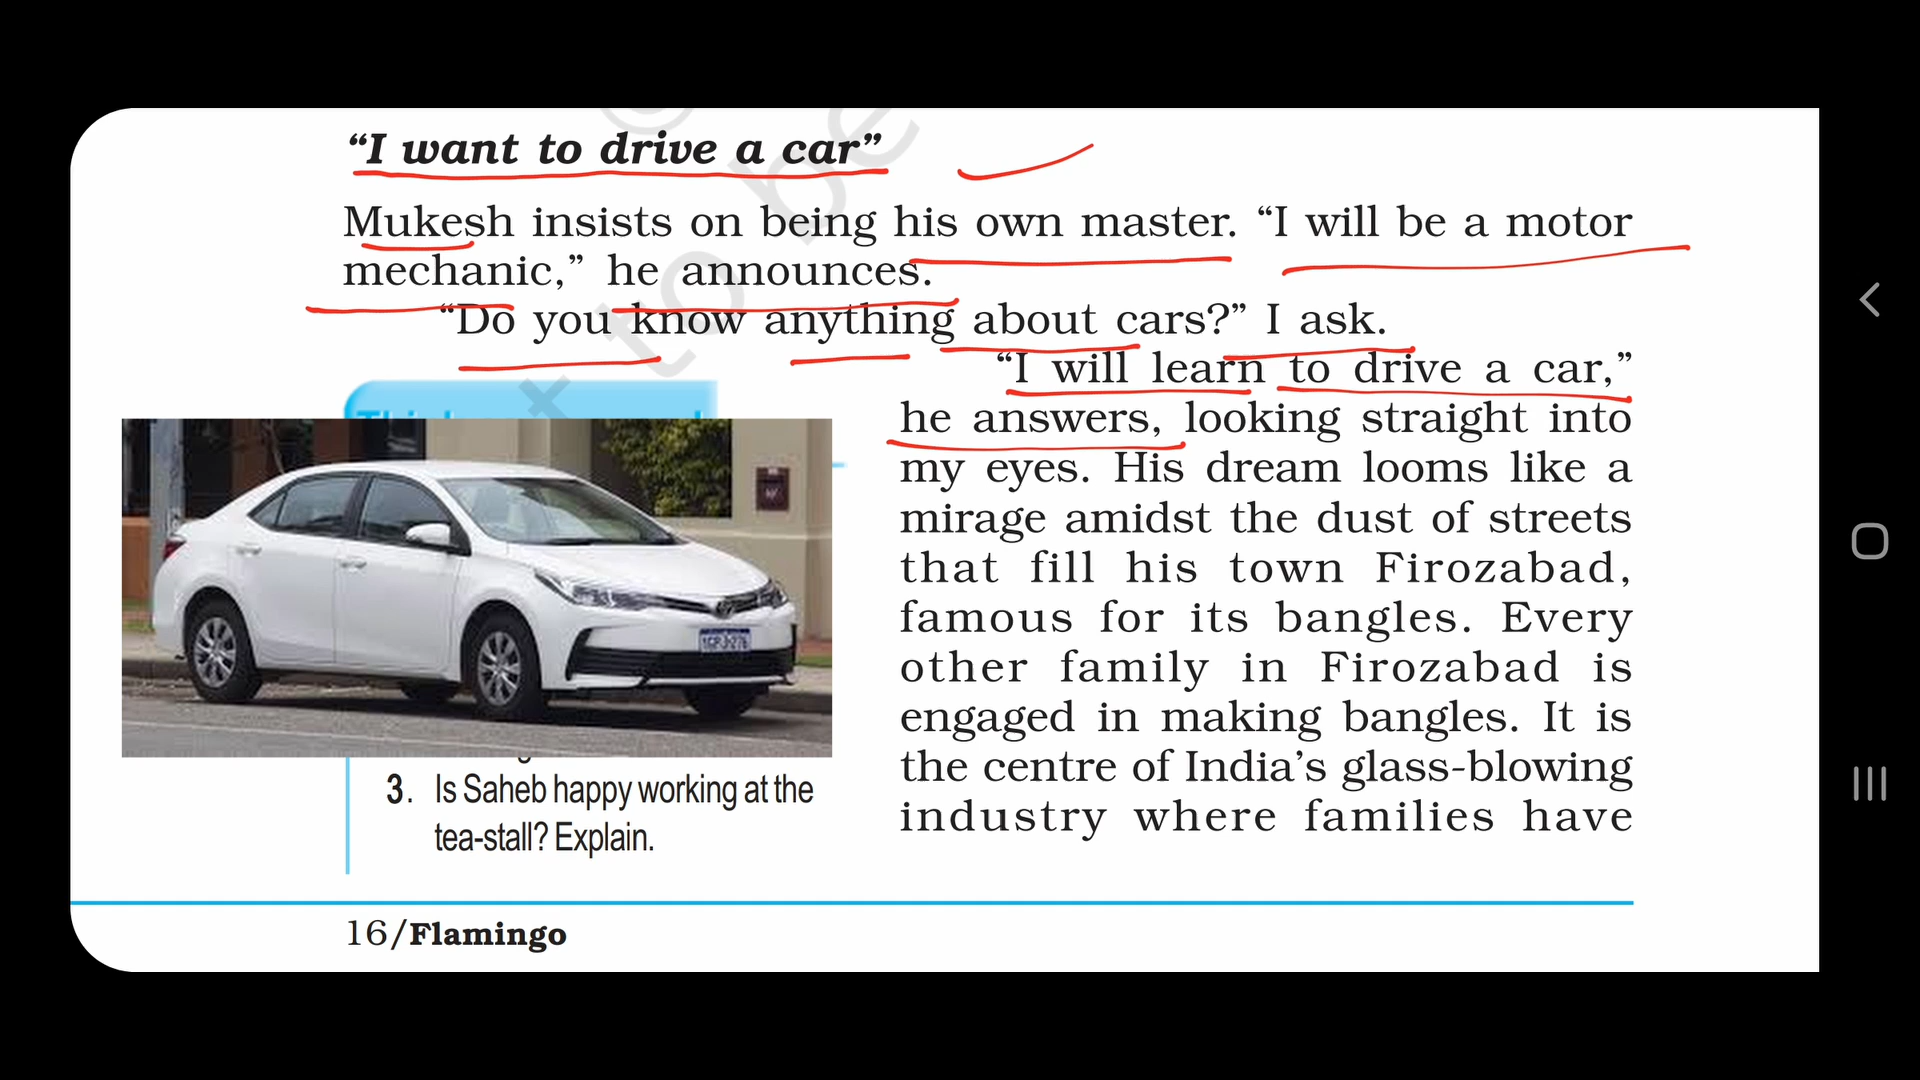 “I want to drive a car”
Mukesh insists on being his own master. “I will be a motor
mechanic,” he announces.
“Do you know anything about cars?” I ask.
“I will learn to drive a car,”
he answers, looking straight into
my eyes. His dream looms like a
mirage amidst the dust of streets
that fill his town Firozabad,
famous for its bangles. Every
other family in Firozabad is
engaged in making bangles. It is
the centre of India’s glass-blowing
industry where families have
3. Is Saheb happy working at the
tea-stall? Explain.
16/Flamingo
to be